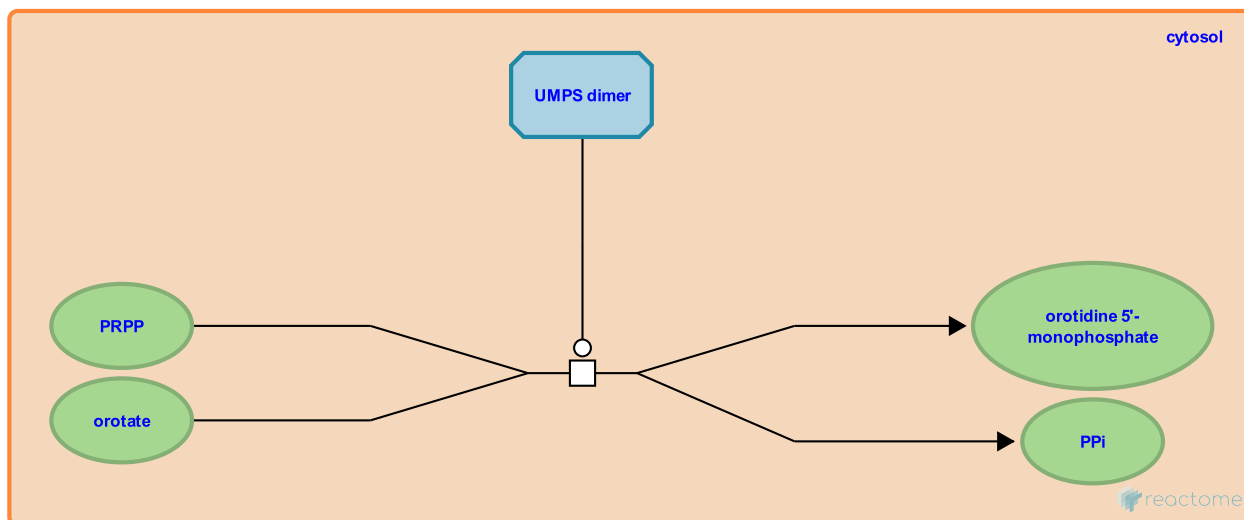 cytosol
UMPS dimer
PRPP
orotate
orotidine 5'-
monophosphate
PPi
reactome